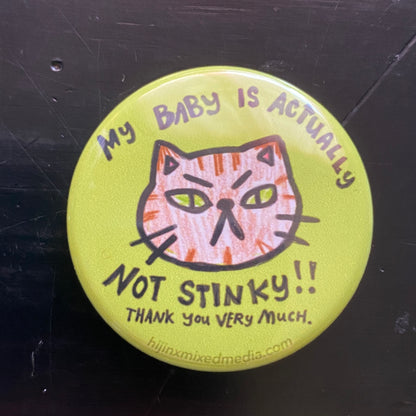 MY BABY IS ACTUALLY
NOT STINKY!!
THANK YOU VERY MUCH.
hijinxmixedmedia.com